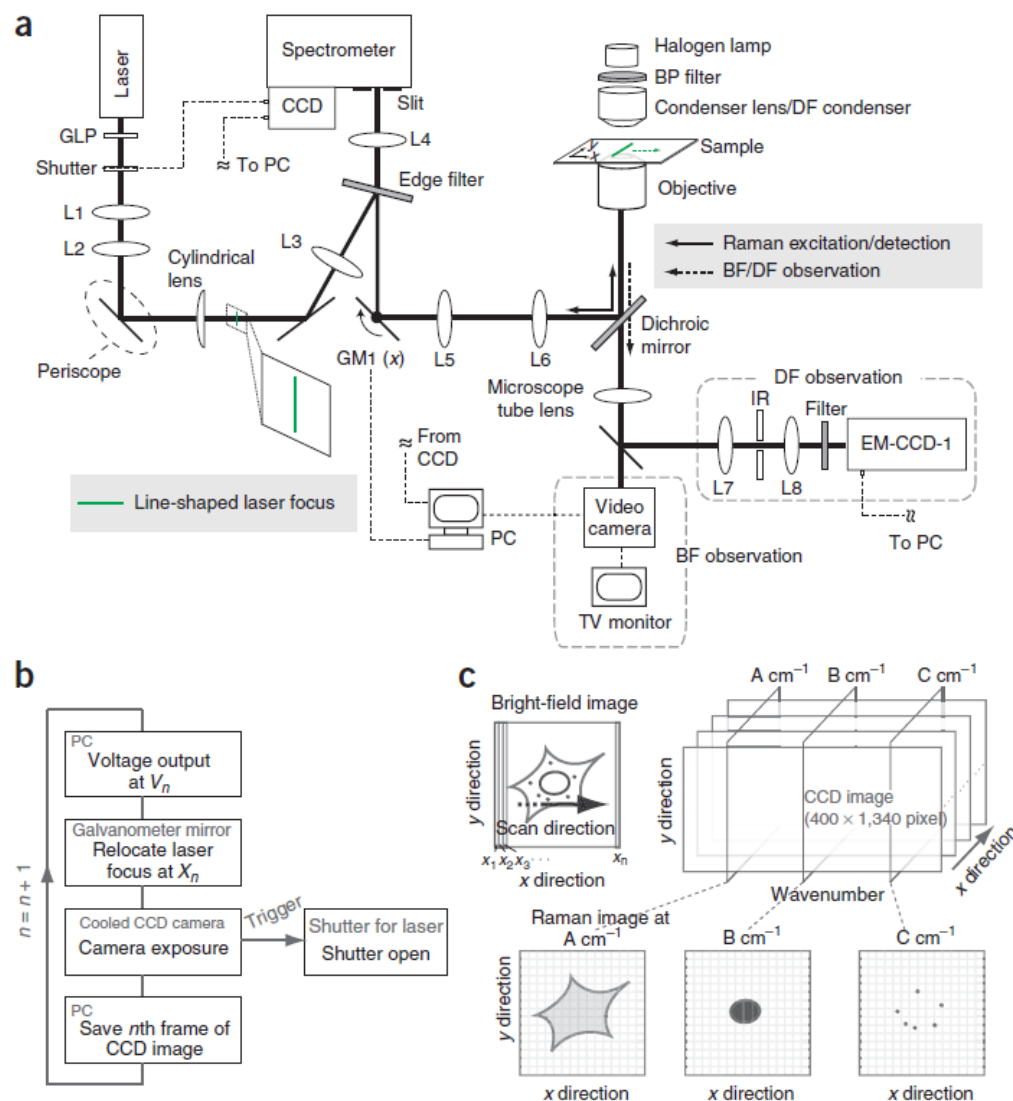 a
Laser
GLP
Shutter
L1
L2
Periscope
Cylindrical
lens
Spectrometer
CCD
Slit
≈ To PC
L4
Edge filter
L3
GM1 (x)
L5
L6
Halogen lamp
BP filter
Condenser lens/DF condenser
y
x
Sample
Objective
Raman excitation/detection
BF/DF observation
Dichroic
mirror
Microscope
tube lens
DF observation
IR
Filter
EM-CCD-1
L7
L8
≈
To PC
Line-shaped laser focus
≈ From
CCD
PC
Video
camera
BF observation
TV monitor
b
n = n + 1
PC
Voltage output
at Vn
Galvanometer mirror
Relocate laser
focus at Xn
Cooled CCD camera
Camera exposure
Trigger
Shutter for laser
Shutter open
PC
Save nth frame of
CCD image
c
Bright-field image
y direction
Scan direction
x1 x2 x3 ··· xn
x direction
A cm−1 B cm−1 C cm−1
y direction
CCD image
(400 × 1,340 pixel)
x direction
Wavenumber
Raman image at
A cm−1 B cm−1 C cm−1
y direction
x direction x direction x direction